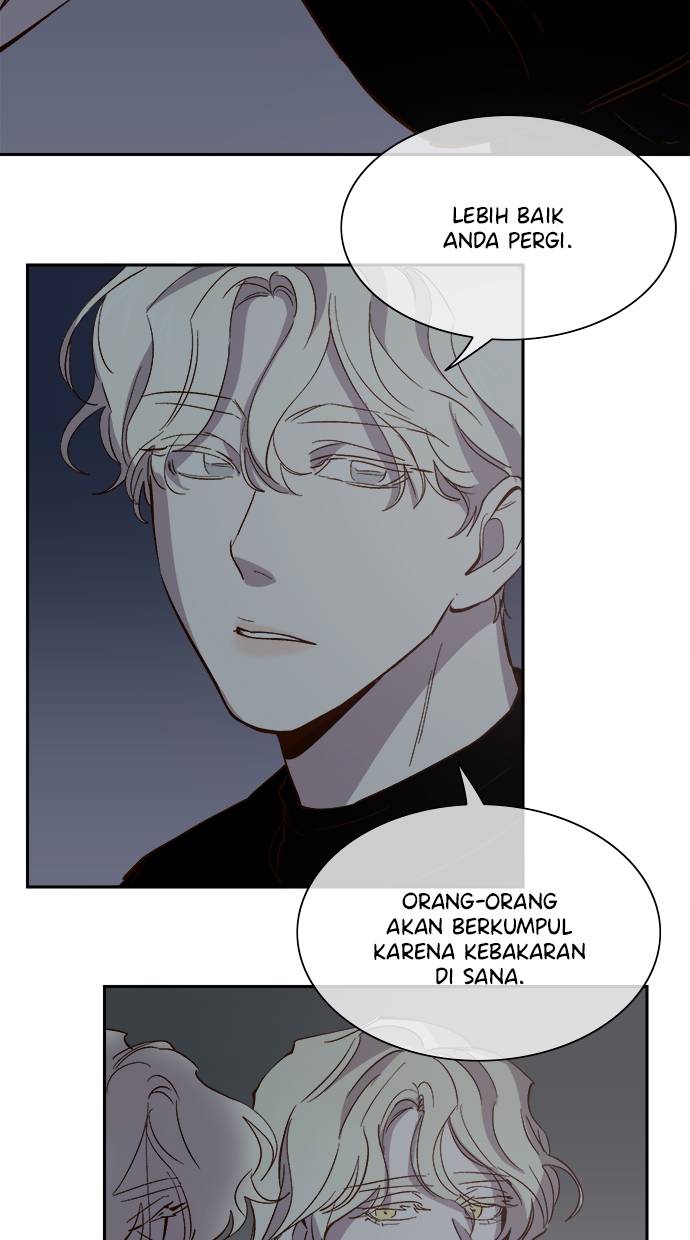 LEBIH BAIK
ANDA PERGI.
ORANG-ORANG
AKAN BERKUMPUL
KARENA KEBAKARAN
DI SANA.